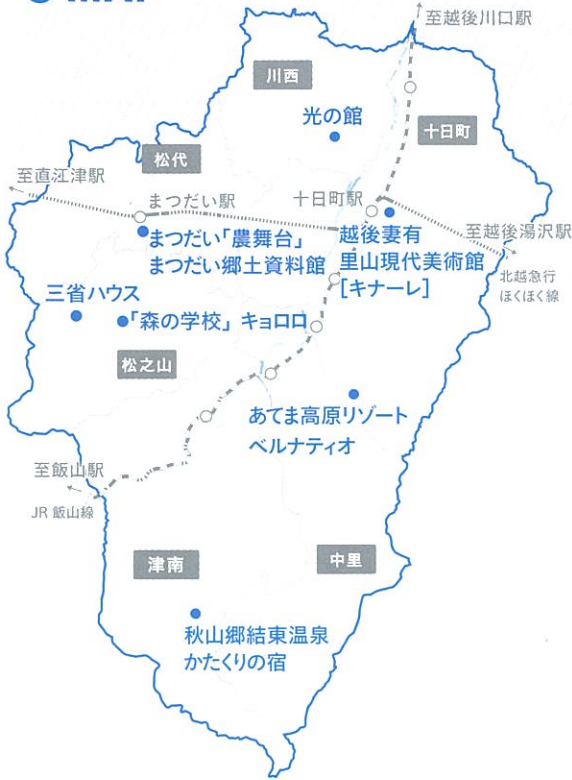 至越後川口駅
川西
光の館
十日町
松代
至直江津駅
まつだい駅
十日町駅
至越後湯沢駅
まつだい「農舞台」
まつだい郷土資料館
越後妻有
里山現代美術館
[キナーレ]
北越急行
ほくほく線
三省ハウス
「森の学校」キョロロ
松之山
あてま高原リゾート
ベルナティオ
至飯山駅
JR 飯山線
津南
中里
秋山郷結東温泉
かたくりの宿